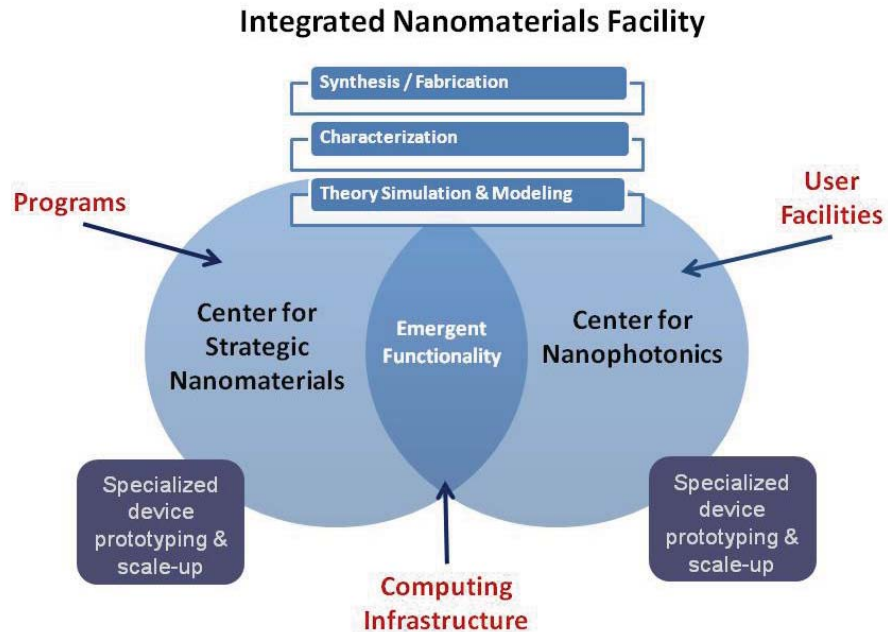 Integrated Nanomaterials Facility
Synthesis / Fabrication
Characterization
Theory Simulation & Modeling
Programs
User
Facilities
Center for
Strategic
Nanomaterials
Emergent
Functionality
Center for
Nanophotonics
Specialized
device
prototyping &
scale-up
Specialized
device
prototyping &
scale-up
Computing
Infrastructure